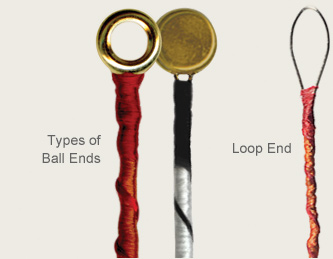 Types of
Ball Ends
Loop End